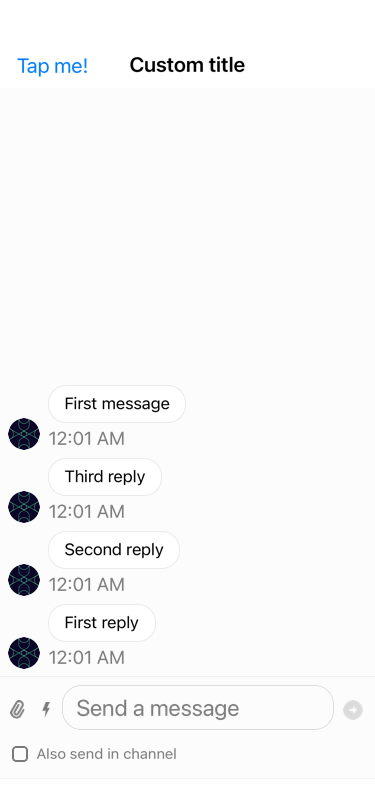 Tap me! Custom title
First message
12:01 AM
Third reply
12:01 AM
Second reply
12:01 AM
First reply
12:01 AM
Send a message
Also send in channel